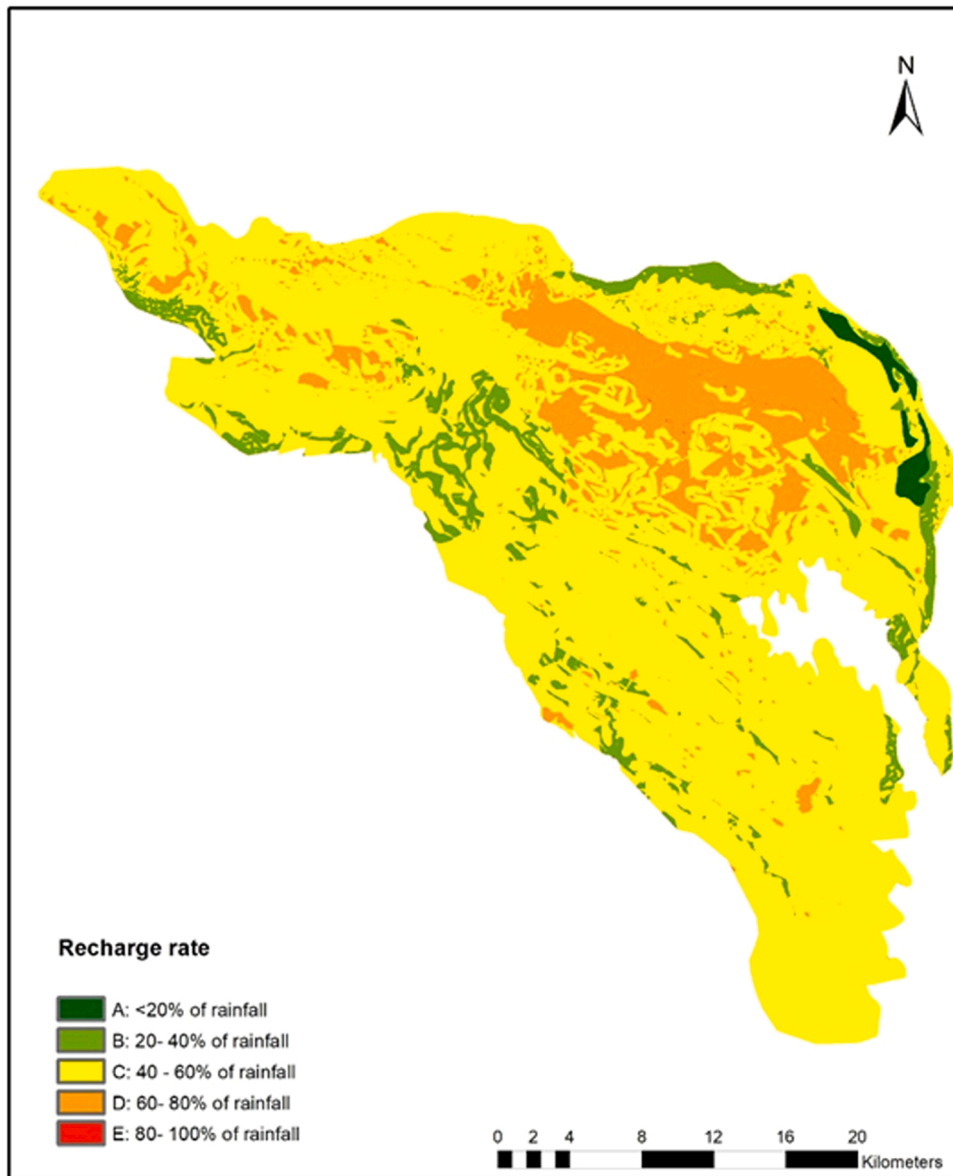 N
Recharge rate
A: <20% of rainfall
B: 20- 40% of rainfall
C: 40 - 60% of rainfall
D: 60- 80% of rainfall
E: 80- 100% of rainfall
0 2 4 8 12 16 20
Kilometers